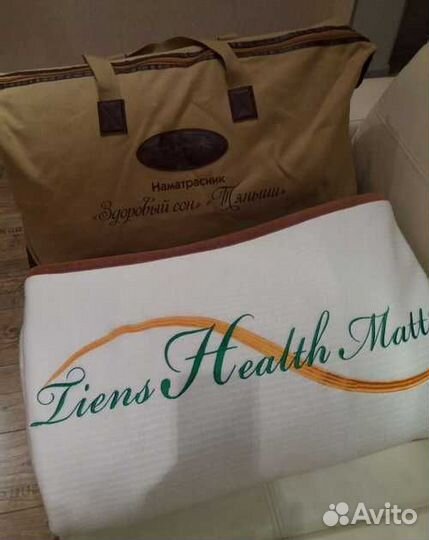 Наматрасник
«Здоровый сон» "Тяньши"
Tiens Health Matt
Avito